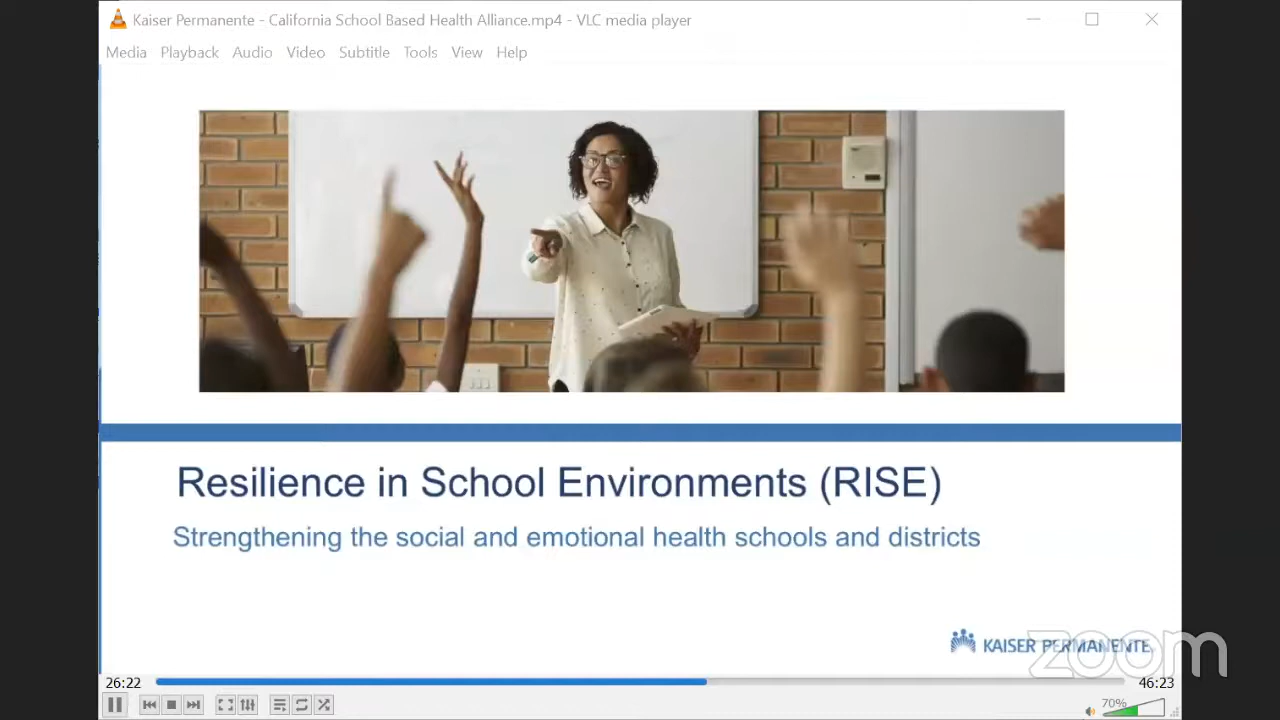 Kaiser Permanente - California School Based Health Alliance.mp4 - VLC media player
Media Playback Audio Video Subtitle Tools View Help
Resilience in School Environments (RISE)
Strengthening the social and emotional health schools and districts
KAISER PERMANENTE
zoom
26:22 46:23
70%